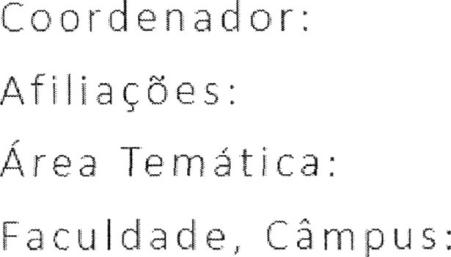 Coordenador:
Afiliações:
Área Temática:
Faculdade, Câmpus: